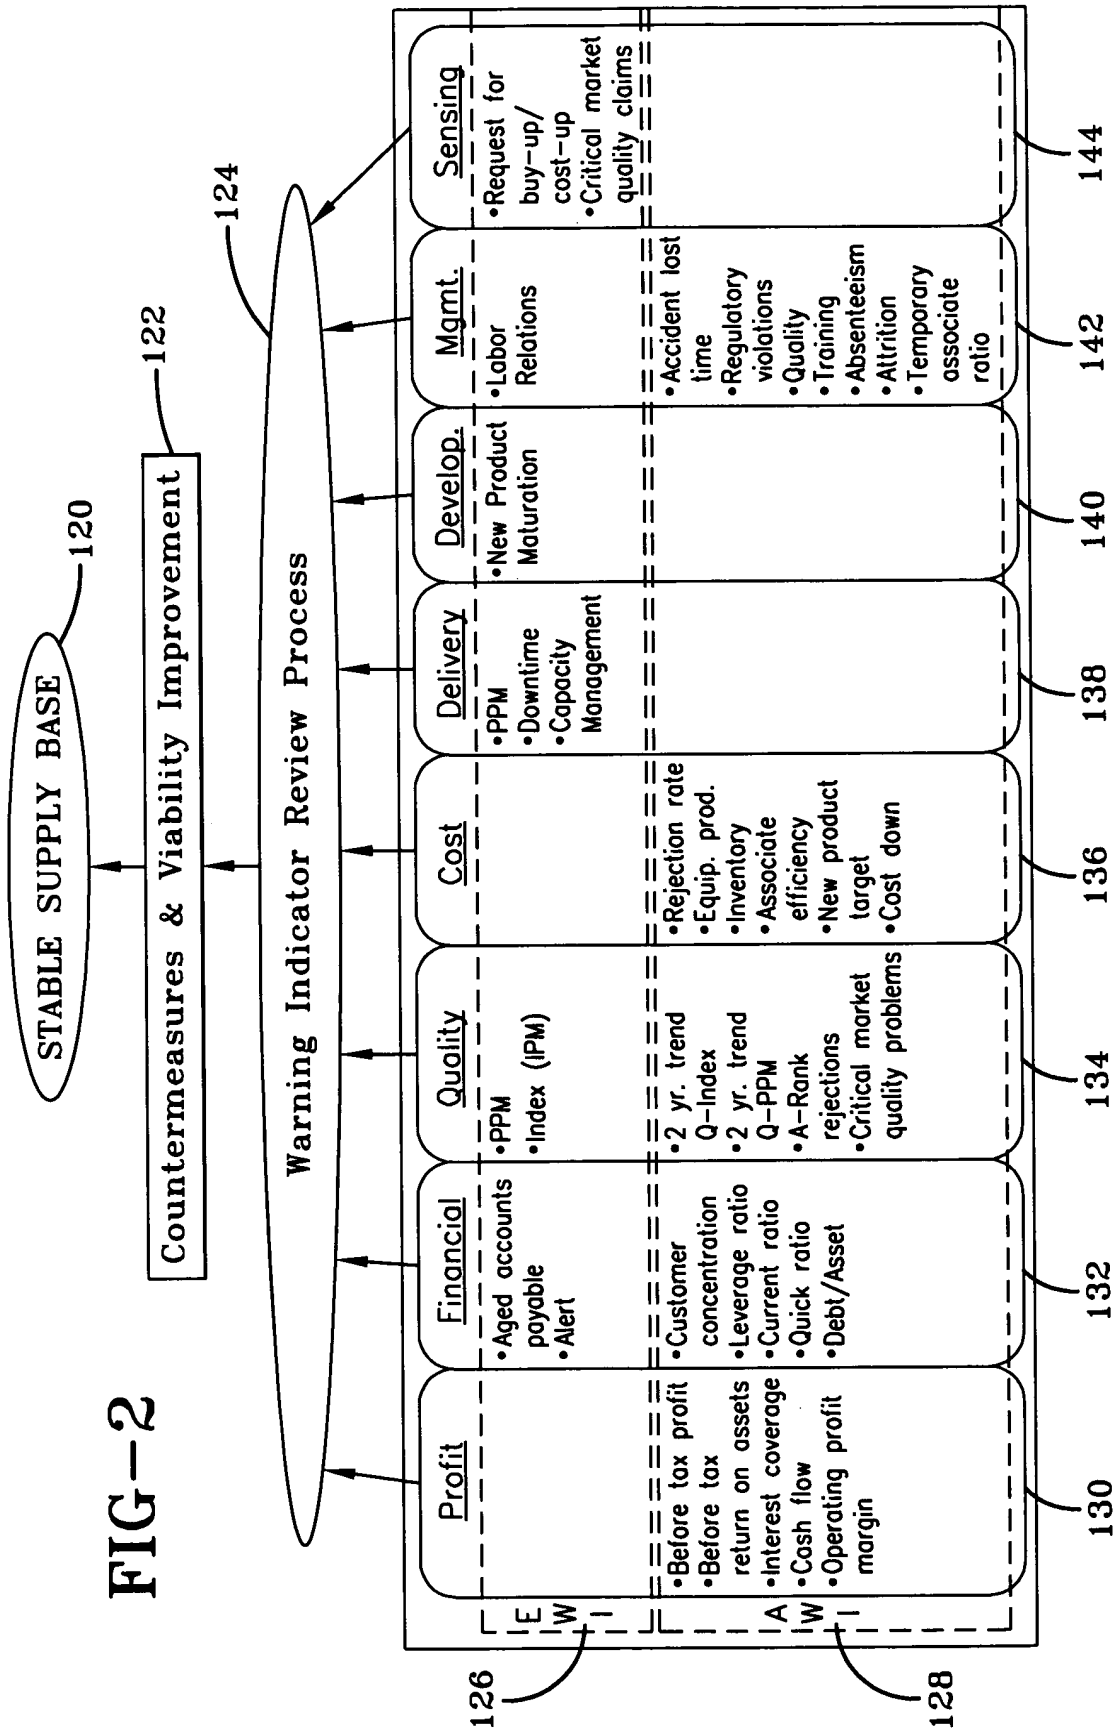 FIG-2
STABLE SUPPLY BASE
120
Countermeasures & Viability Improvement
122
Warning Indicator Review Process
124
EWI
126
AWI
128
Profit
•Before tax profit
•Before tax
return on assets
•Interest coverage
•Cash flow
•Operating profit
margin
130
Financial
•Aged accounts
payable
•Alert
•Customer
concentration
•Leverage ratio
•Current ratio
•Quick ratio
•Debt/Asset
132
Quality
•PPM
•Index (IPM)
•2 yr. trend
Q-Index
•2 yr. trend
Q-PPM
•A-Rank
rejections
•Critical market
quality problems
134
Cost
•Rejection rate
•Equip. prod.
•Inventory
•Associate
efficiency
•New product
target
•Cost down
136
Delivery
•PPM
•Downtime
•Capacity
Management
138
Develop.
•New Product
Maturation
140
Mgmt.
•Labor
Relations
•Accident lost
time
•Regulatory
violations
•Quality
•Training
•Absenteeism
•Attrition
•Temporary
associate
ratio
142
Sensing
•Request for
buy-up/
cost-up
•Critical market
quality claims
144